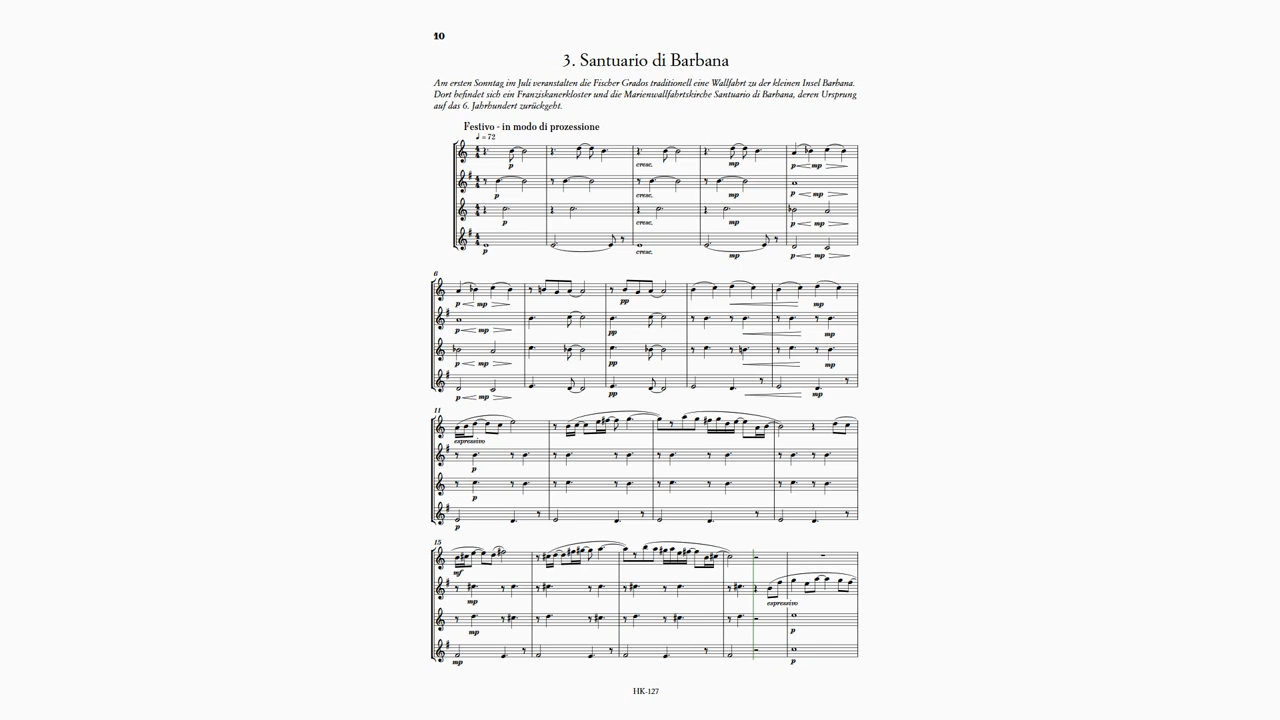 10
3. Santuario di Barbana
Am ersten Sonntag im Juli veranstalten die Fischer Grados traditionell eine Wallfahrt zu der kleinen Insel Barbana.
Dort befindet sich ein Franziskanerkloster und die Marienwallfahrtskirche Santuario di Barbana, deren Ursprung
auf das 6. Jahrhundert zurückgeht.
Festivo - in modo di prozessione
♩ = 72
p cresc. mp p mp
p cresc. mp p mp
p cresc. mp p mp
p cresc. mp p mp
6
p mp pp mp
p mp pp mp
p mp pp mp
p mp pp mp
11
espressivo
p
p
p
15
mf
mp espressivo
mp p
mp p
HK-127